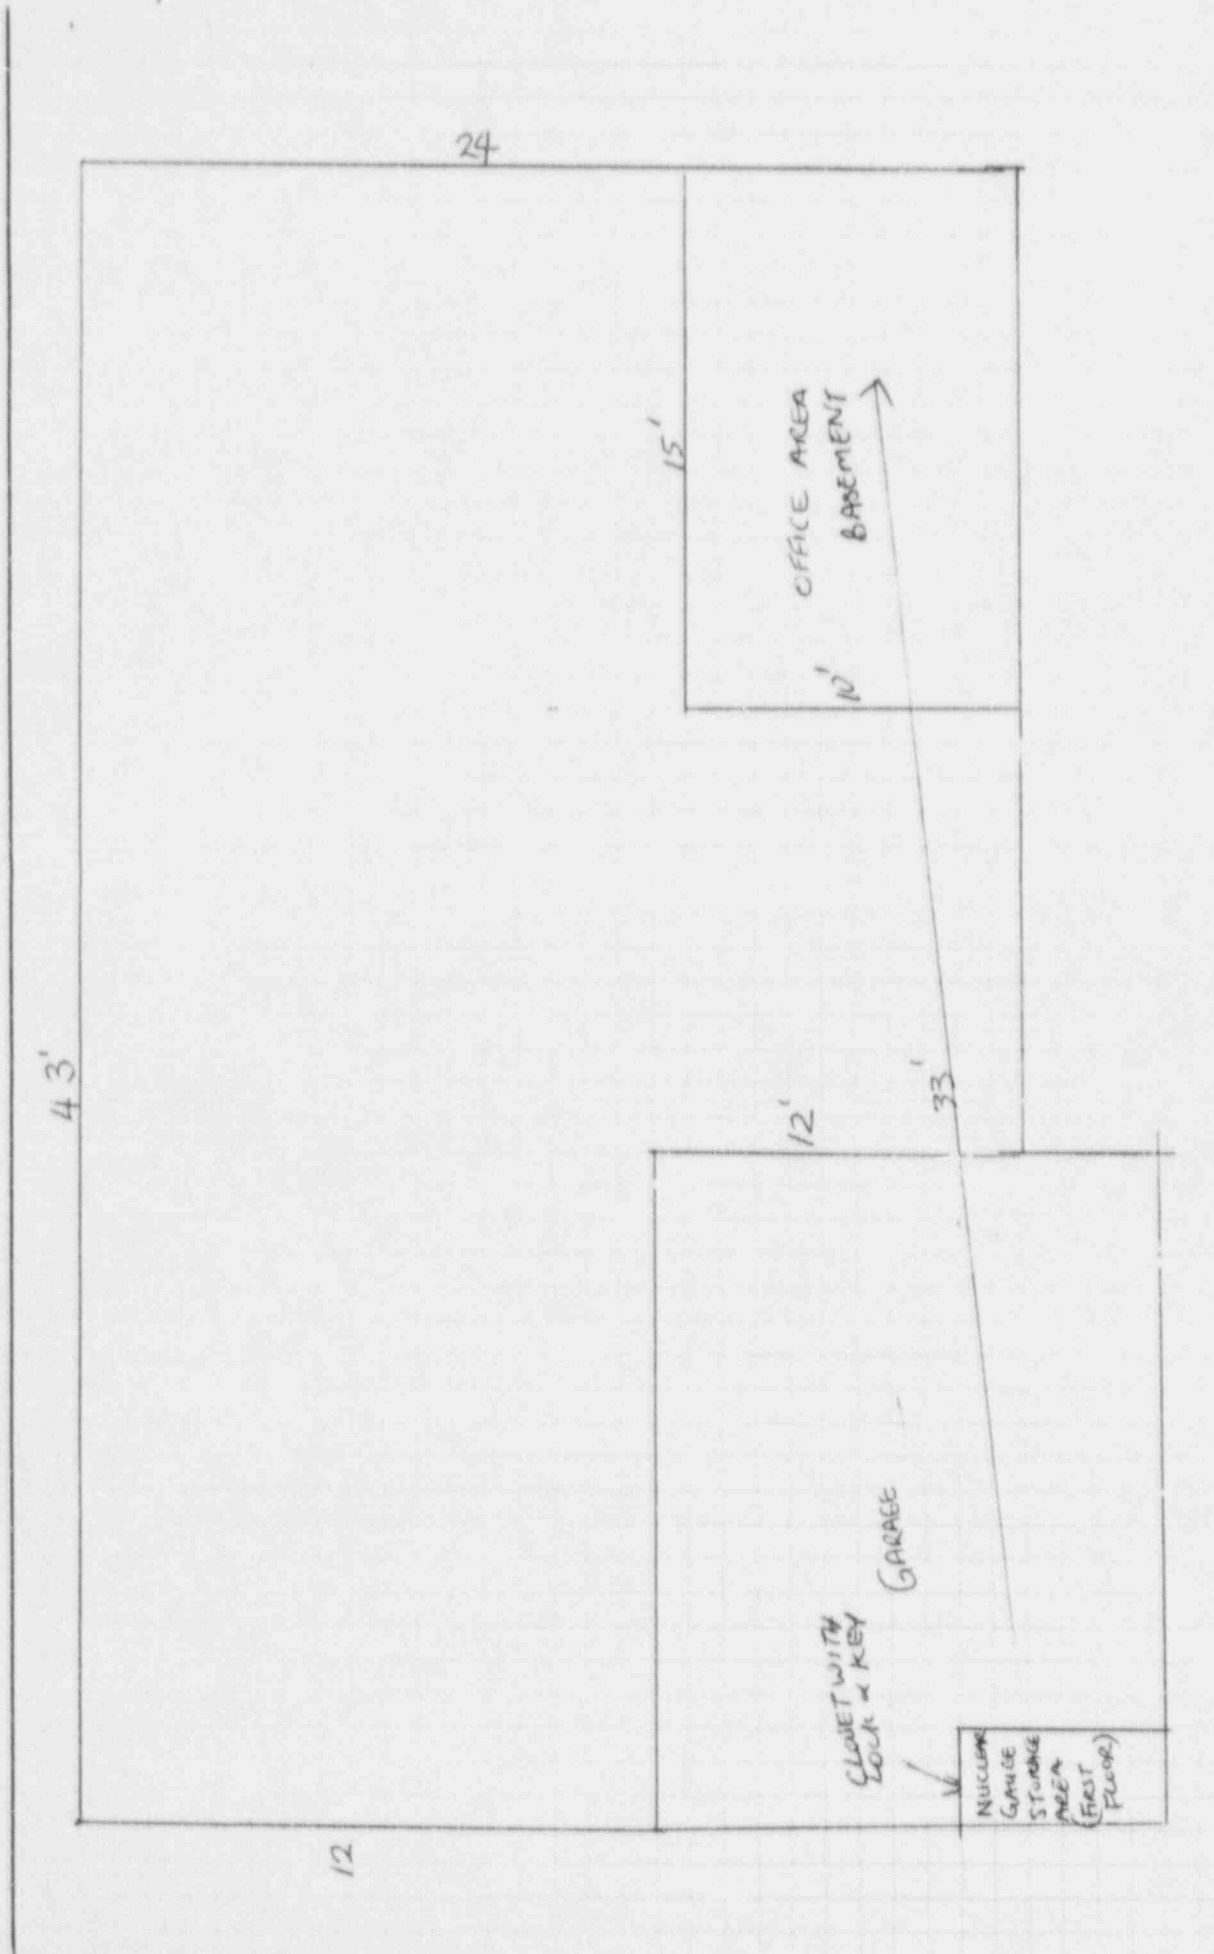 43'
24
12
15'
OFFICE AREA
BASEMENT
10'
12'
33'
GARAGE
CLOSET WITH
LOCK & KEY
NUCLEAR
GAUGE
STORAGE
AREA
(FIRST
FLOOR)